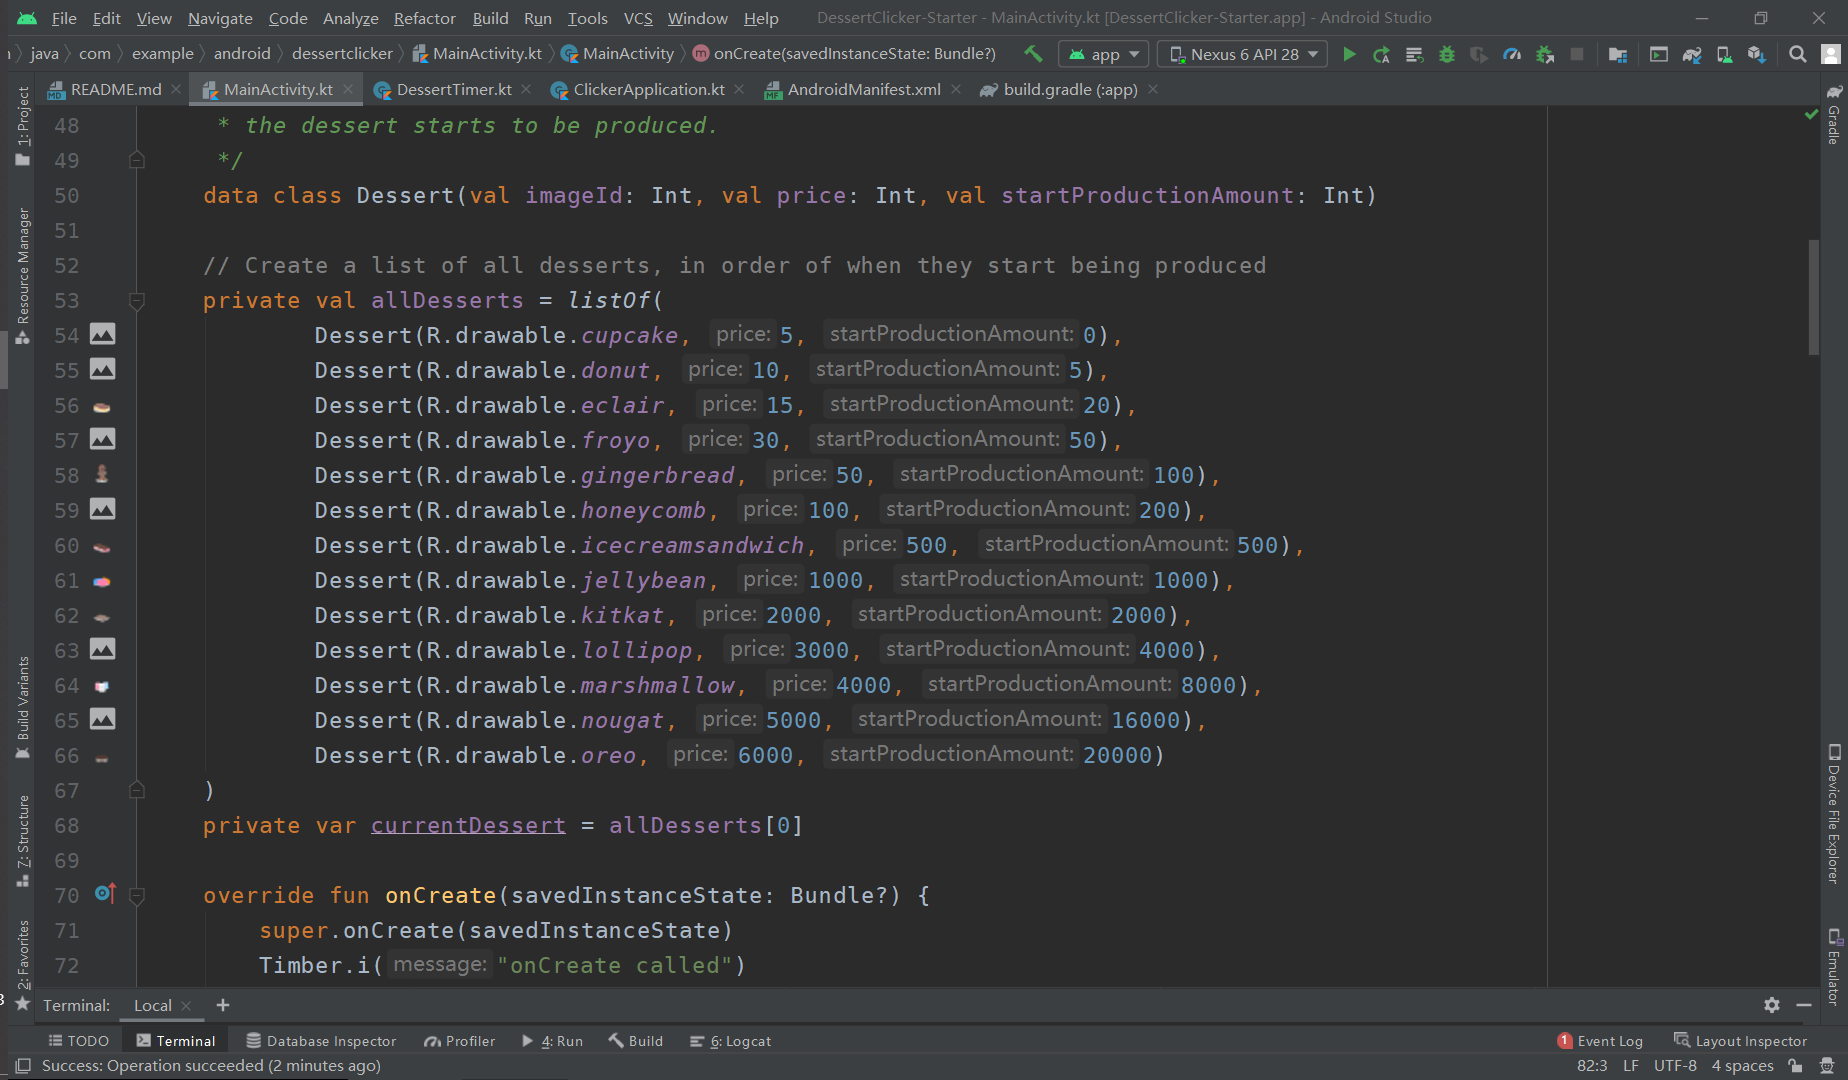 File Edit View Navigate Code Analyze Refactor Build Run Tools VCS Window Help DessertClicker-Starter - MainActivity.kt [DessertClicker-Starter.app] - Android Studio
java com example android dessertclicker MainActivity.kt MainActivity m onCreate(savedInstanceState: Bundle?) app Nexus 6 API 28
README.md MainActivity.kt DessertTimer.kt ClickerApplication.kt AndroidManifest.xml build.gradle (:app)
1: Project
Resource Manager
Build Variants
7: Structure
2: Favorites
48 * the dessert starts to be produced.
49 */
50 data class Dessert(val imageId: Int, val price: Int, val startProductionAmount: Int)
51
52 // Create a list of all desserts, in order of when they start being produced
53 private val allDesserts = listOf(
54 Dessert(R.drawable.cupcake, price: 5, startProductionAmount: 0),
55 Dessert(R.drawable.donut, price: 10, startProductionAmount: 5),
56 Dessert(R.drawable.eclair, price: 15, startProductionAmount: 20),
57 Dessert(R.drawable.froyo, price: 30, startProductionAmount: 50),
58 Dessert(R.drawable.gingerbread, price: 50, startProductionAmount: 100),
59 Dessert(R.drawable.honeycomb, price: 100, startProductionAmount: 200),
60 Dessert(R.drawable.icecreamsandwich, price: 500, startProductionAmount: 500),
61 Dessert(R.drawable.jellybean, price: 1000, startProductionAmount: 1000),
62 Dessert(R.drawable.kitkat, price: 2000, startProductionAmount: 2000),
63 Dessert(R.drawable.lollipop, price: 3000, startProductionAmount: 4000),
64 Dessert(R.drawable.marshmallow, price: 4000, startProductionAmount: 8000),
65 Dessert(R.drawable.nougat, price: 5000, startProductionAmount: 16000),
66 Dessert(R.drawable.oreo, price: 6000, startProductionAmount: 20000)
67 )
68 private var currentDessert = allDesserts[0]
69
70 override fun onCreate(savedInstanceState: Bundle?) {
71 super.onCreate(savedInstanceState)
72 Timber.i( message: "onCreate called")
Gradle
Device File Explorer
Emulator
Terminal: Local
TODO Terminal Database Inspector Profiler 4: Run Build 6: Logcat 1 Event Log Layout Inspector
Success: Operation succeeded (2 minutes ago) 82:3 LF UTF-8 4 spaces